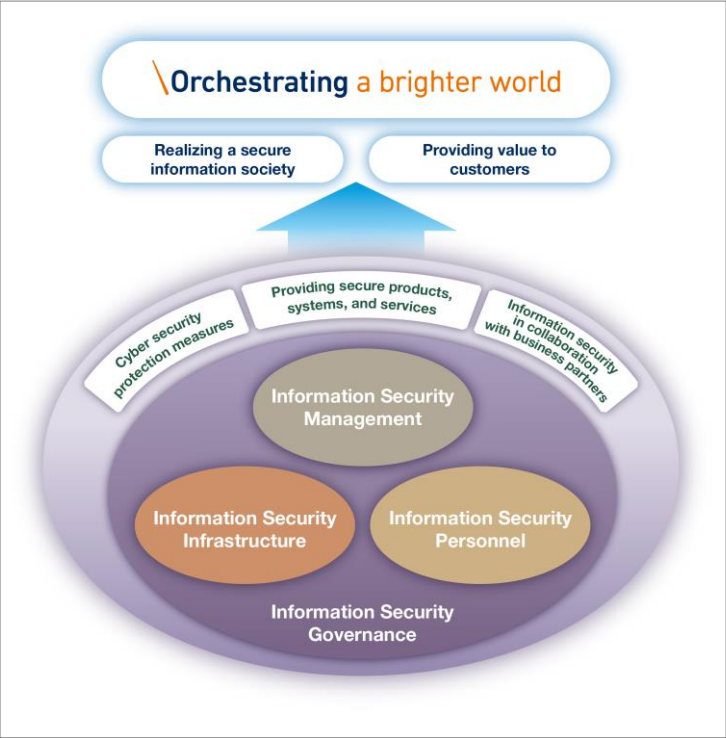 \Orchestrating a brighter world
Realizing a secure
information society
Providing value to
customers
Cyber security
protection measures
Providing secure products,
systems, and services
Information security
in collaboration
with business partners
Information Security
Management
Information Security
Infrastructure
Information Security
Personnel
Information Security
Governance